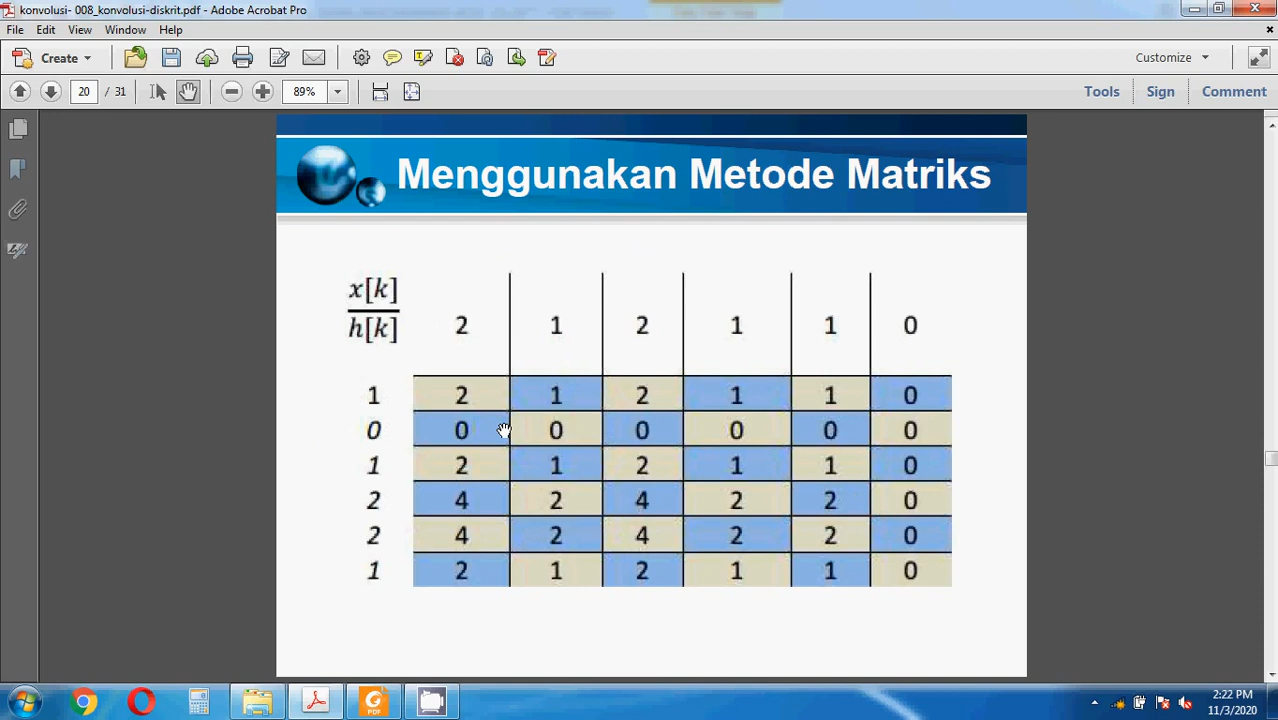 konvolusi- 008_konvolusi-diskrit.pdf - Adobe Acrobat Pro
File Edit View Window Help
Create Customize
20 / 31 89% Tools Sign Comment
Menggunakan Metode Matriks
x[k]
h[k] 2 1 2 1 1 0
1 2 1 2 1 1 0
0 0 0 0 0 0 0
1 2 1 2 1 1 0
2 4 2 4 2 2 0
2 4 2 4 2 2 0
1 2 1 2 1 1 0
PDF
2:22 PM
11/3/2020